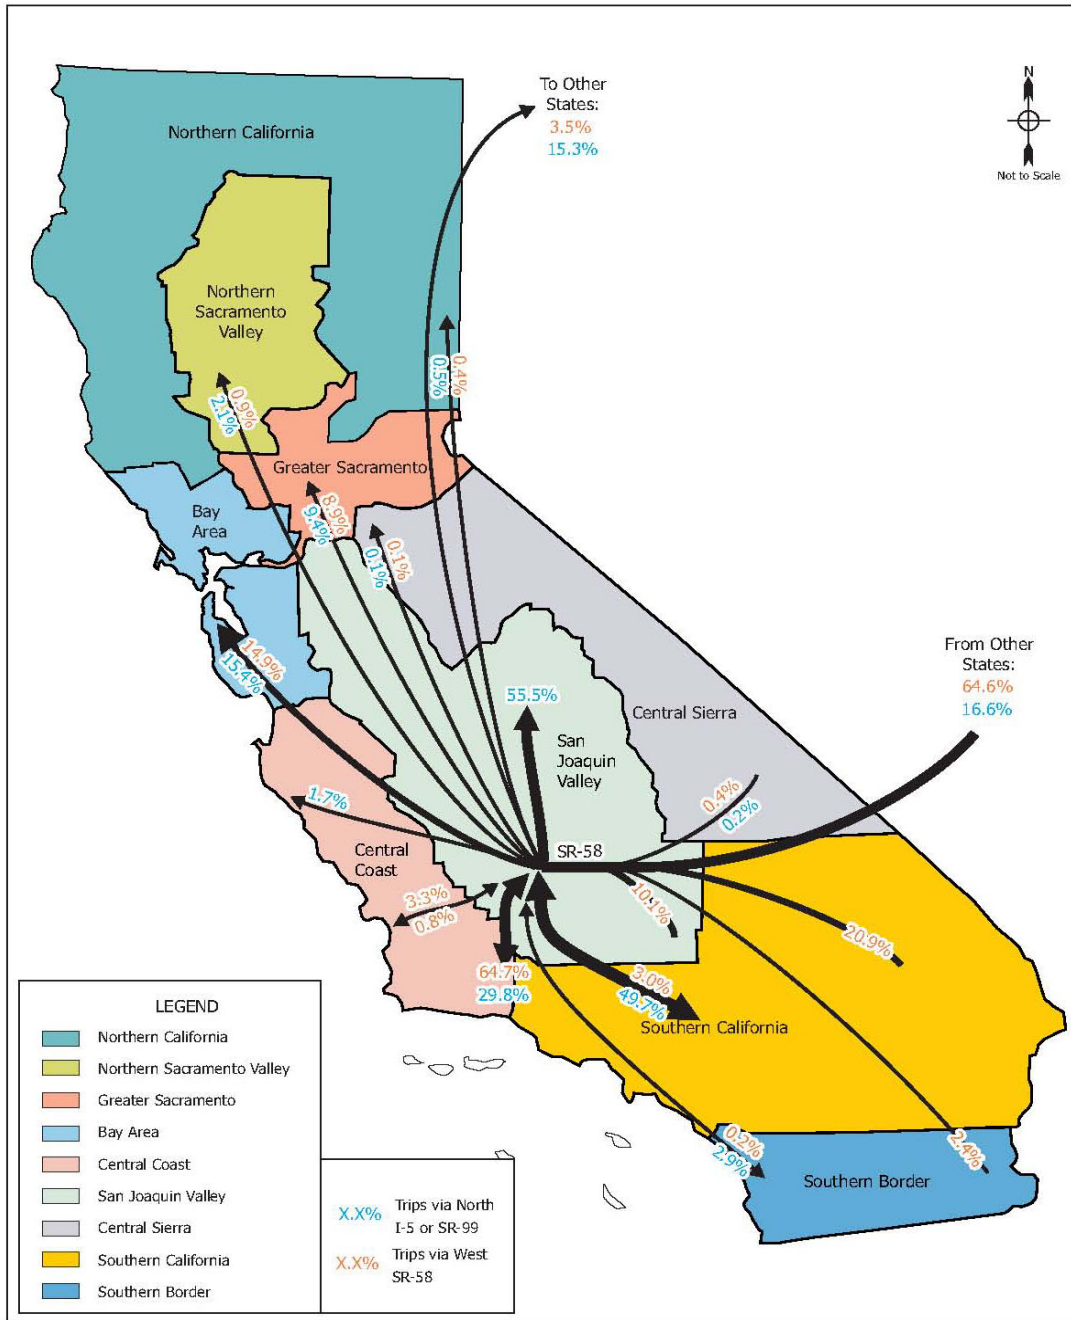 To Other
States:
3.5%
15.3%
N
Not to Scale
Northern California
Northern
Sacramento
Valley
0.4%
0.5%
0.9%
2.1%
Greater Sacramento
8.9%
9.4%
Bay
Area
0.1%
0.1%
14.9%
15.4%
From Other
States:
64.6%
16.6%
55.5%
Central Sierra
San
Joaquin
Valley
0.4%
0.2%
1.7%
Central
Coast
SR-58
3.3%
0.8%
10.1%
20.9%
64.7%
29.8%
3.0%
49.7%
Southern California
0.2%
2.9%
2.4%
Southern Border
LEGEND
Northern California
Northern Sacramento Valley
Greater Sacramento
Bay Area
Central Coast
San Joaquin Valley
Central Sierra
Southern California
Southern Border
X.X% Trips via North
I-5 or SR-99
X.X% Trips via West
SR-58